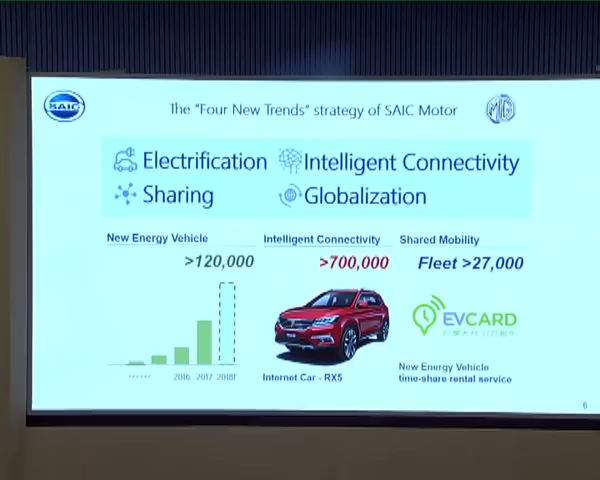 SAIC
The "Four New Trends" strategy of SAIC Motor
MG
Electrification
Intelligent Connectivity
Sharing
Globalization
New Energy Vehicle
Intelligent Connectivity
Shared Mobility
>120,000
>700,000
Fleet >27,000
EVCARD
...... 2016 2017 2018f
Internet Car - RX5
New Energy Vehicle
time-share rental service
6